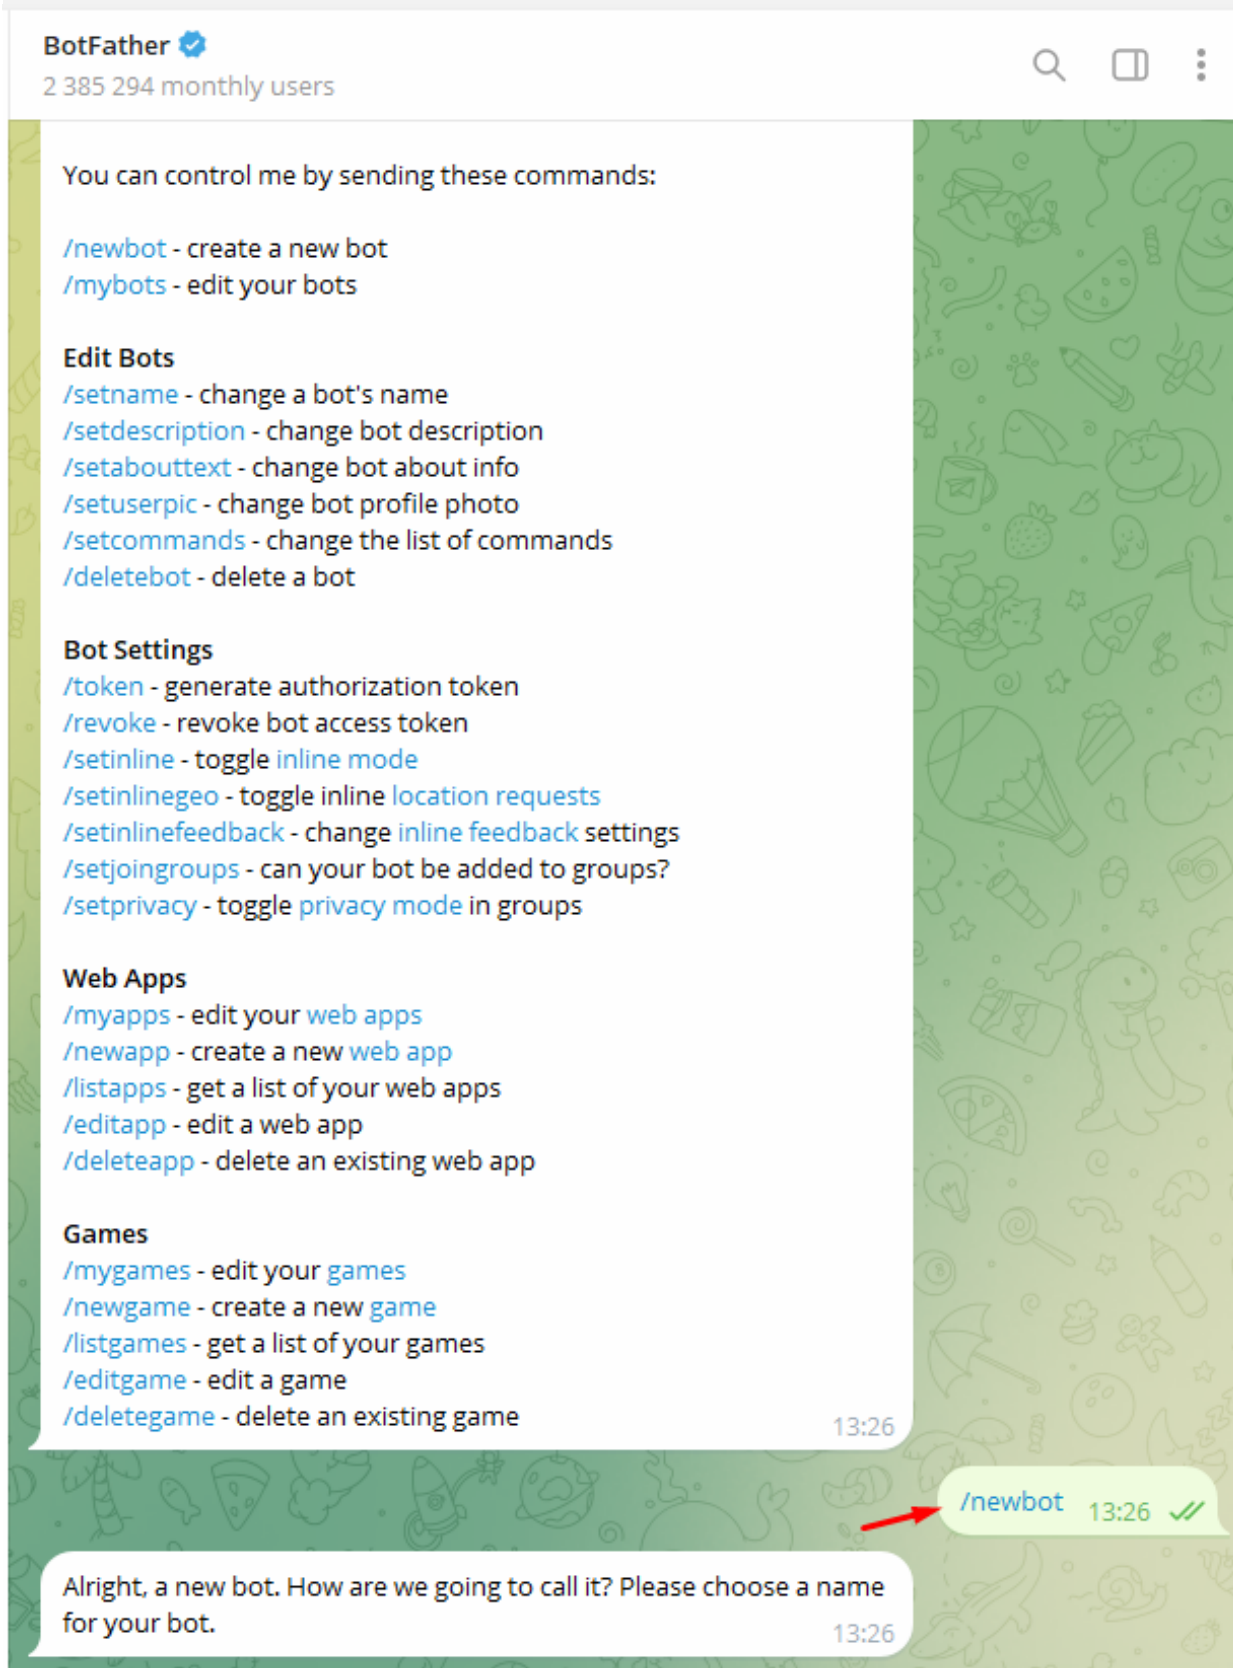 BotFather
2 385 294 monthly users
You can control me by sending these commands:
/newbot - create a new bot
/mybots - edit your bots
Edit Bots
/setname - change a bot's name
/setdescription - change bot description
/setabouttext - change bot about info
/setuserpic - change bot profile photo
/setcommands - change the list of commands
/deletebot - delete a bot
Bot Settings
/token - generate authorization token
/revoke - revoke bot access token
/setinline - toggle inline mode
/setinlinegeo - toggle inline location requests
/setinlinefeedback - change inline feedback settings
/setjoingroups - can your bot be added to groups?
/setprivacy - toggle privacy mode in groups
Web Apps
/myapps - edit your web apps
/newapp - create a new web app
/listapps - get a list of your web apps
/editapp - edit a web app
/deleteapp - delete an existing web app
Games
/mygames - edit your games
/newgame - create a new game
/listgames - get a list of your games
/editgame - edit a game
/deletegame - delete an existing game
13:26
/newbot 13:26
Alright, a new bot. How are we going to call it? Please choose a name
for your bot.
13:26